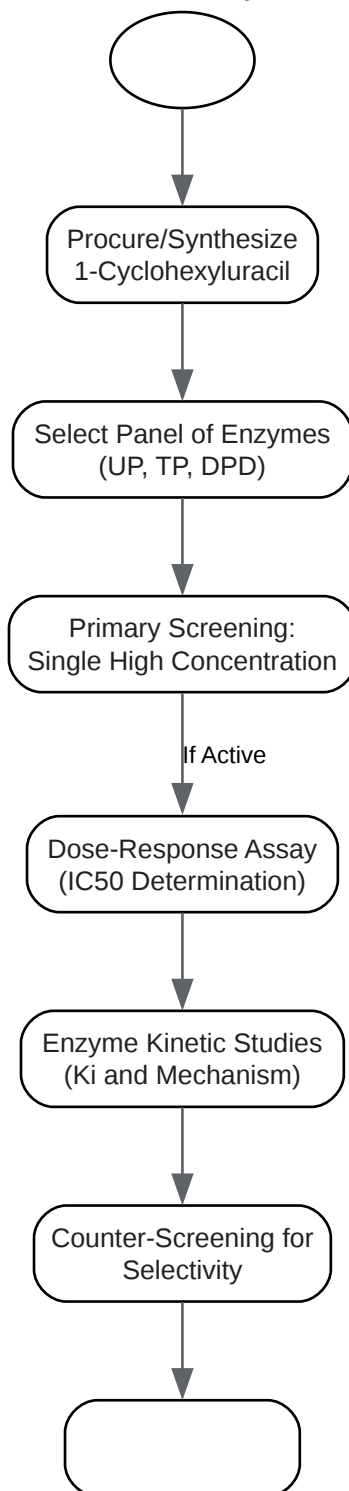 Procure/Synthesize
1-Cyclohexyluracil
Select Panel of Enzymes
(UP, TP, DPD)
Primary Screening:
Single High Concentration
If Active
Dose-Response Assay
(IC50 Determination)
Enzyme Kinetic Studies
(Ki and Mechanism)
Counter-Screening for
Selectivity